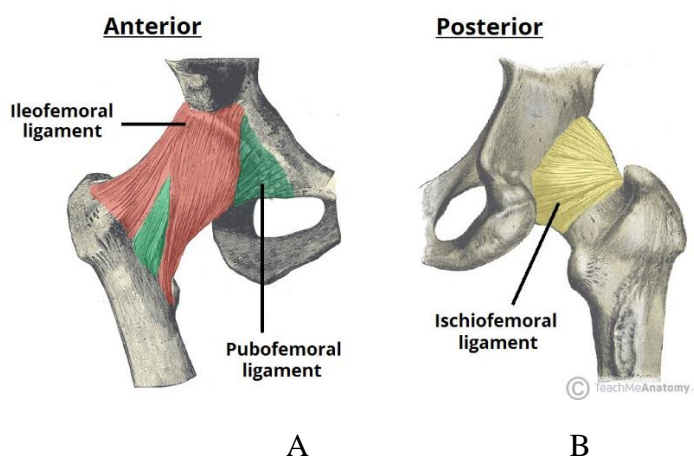 Anterior
Posterior
Ileofemoral
ligament
Pubofemoral
ligament
Ischiofemoral
ligament
© TeachMeAnatomy
A
B